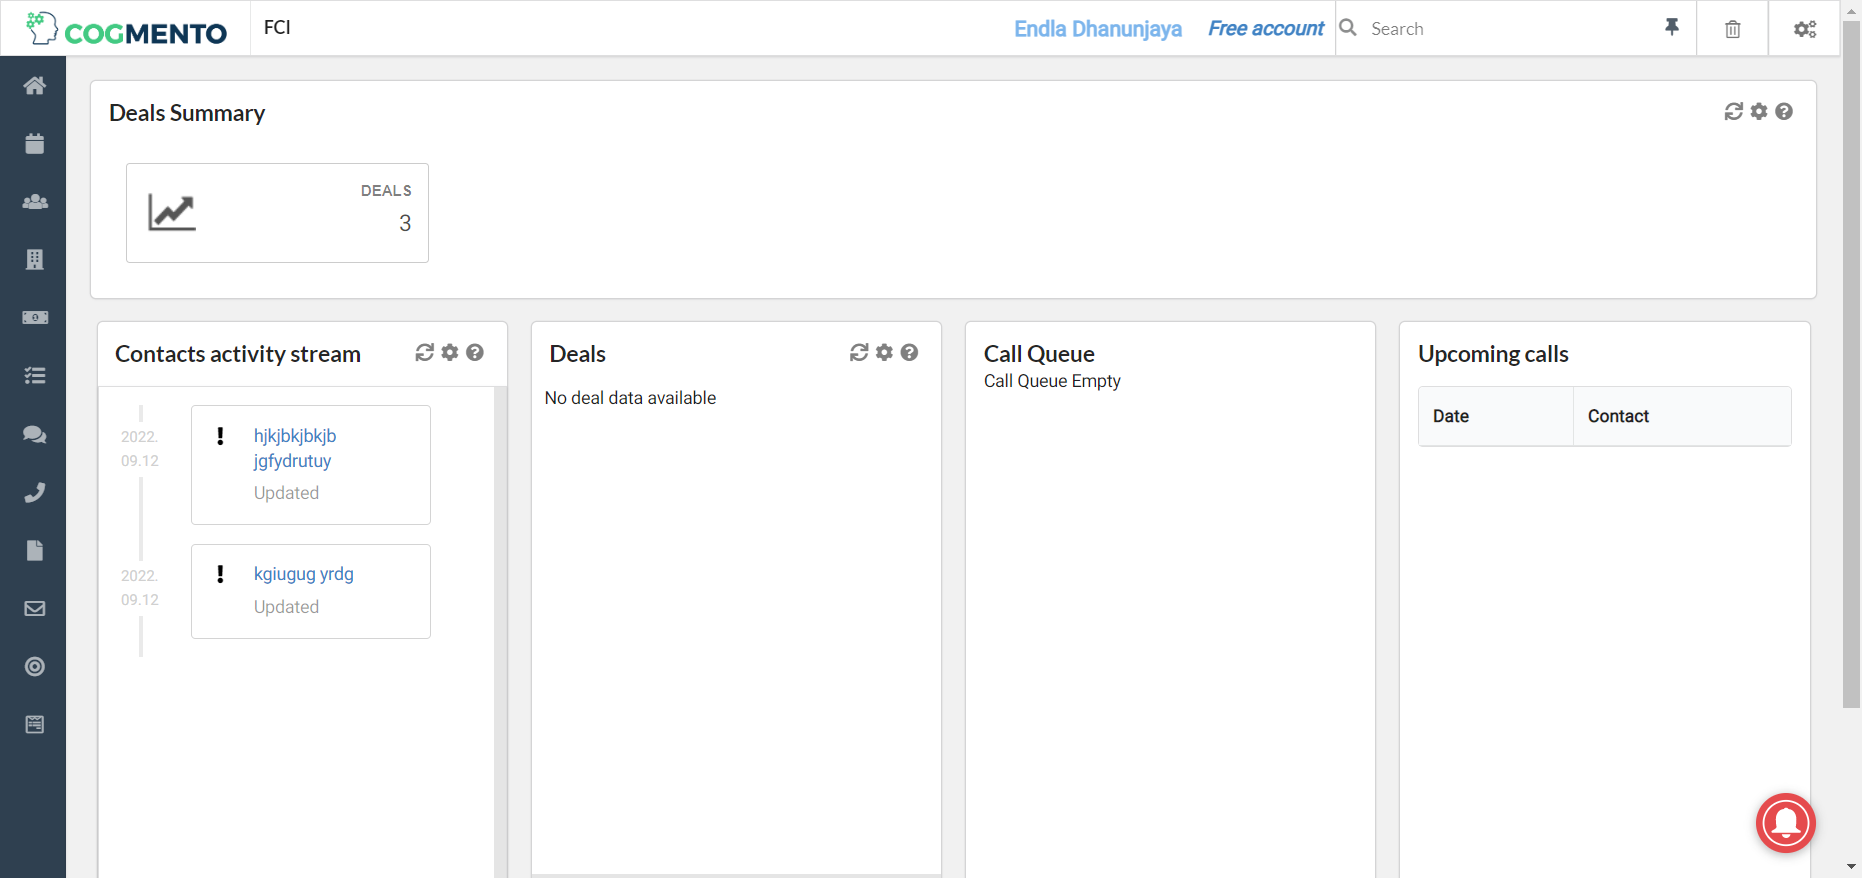 COGMENTO
FCI
Endla Dhanunjaya
Free account
Search
Deals Summary
DEALS
3
Contacts activity stream
2022.
09.12
hjkjbkjbkjb
jgfydrutuy
Updated
2022.
09.12
kgiugug yrdg
Updated
Deals
No deal data available
Call Queue
Call Queue Empty
Upcoming calls
Date
Contact